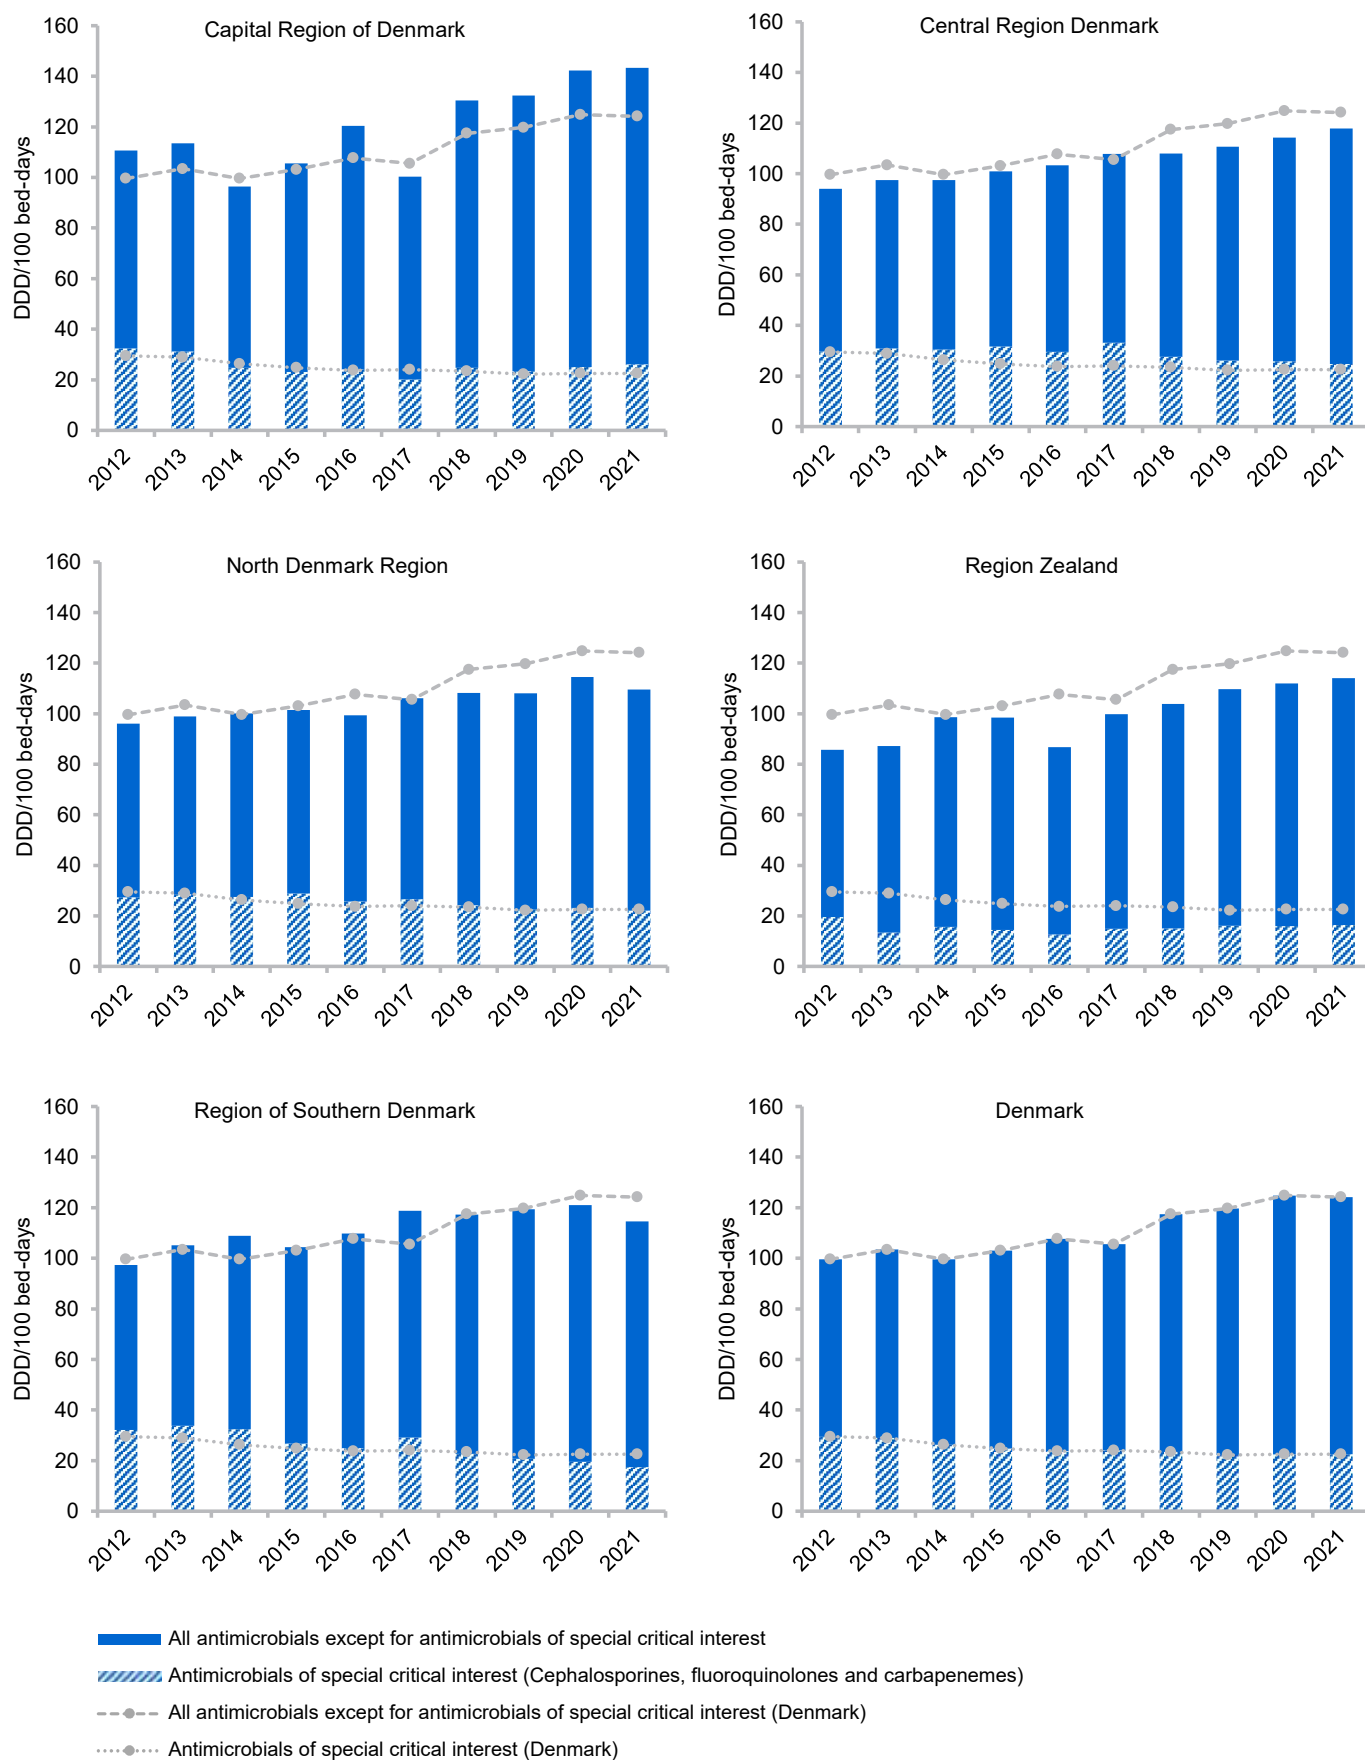 Capital Region of Denmark
DDD/100 bed-days
160
140
120
100
80
60
40
20
0
2012 2013 2014 2015 2016 2017 2018 2019 2020 2021
Central Region Denmark
DDD/100 bed-days
160
140
120
100
80
60
40
20
0
2012 2013 2014 2015 2016 2017 2018 2019 2020 2021
North Denmark Region
DDD/100 bed-days
160
140
120
100
80
60
40
20
0
2012 2013 2014 2015 2016 2017 2018 2019 2020 2021
Region Zealand
DDD/100 bed-days
160
140
120
100
80
60
40
20
0
2012 2013 2014 2015 2016 2017 2018 2019 2020 2021
Region of Southern Denmark
DDD/100 bed-days
160
140
120
100
80
60
40
20
0
2012 2013 2014 2015 2016 2017 2018 2019 2020 2021
Denmark
DDD/100 bed-days
160
140
120
100
80
60
40
20
0
2012 2013 2014 2015 2016 2017 2018 2019 2020 2021
All antimicrobials except for antimicrobials of special critical interest
Antimicrobials of special critical interest (Cephalosporines, fluoroquinolones and carbapenemes)
All antimicrobials except for antimicrobials of special critical interest (Denmark)
Antimicrobials of special critical interest (Denmark)